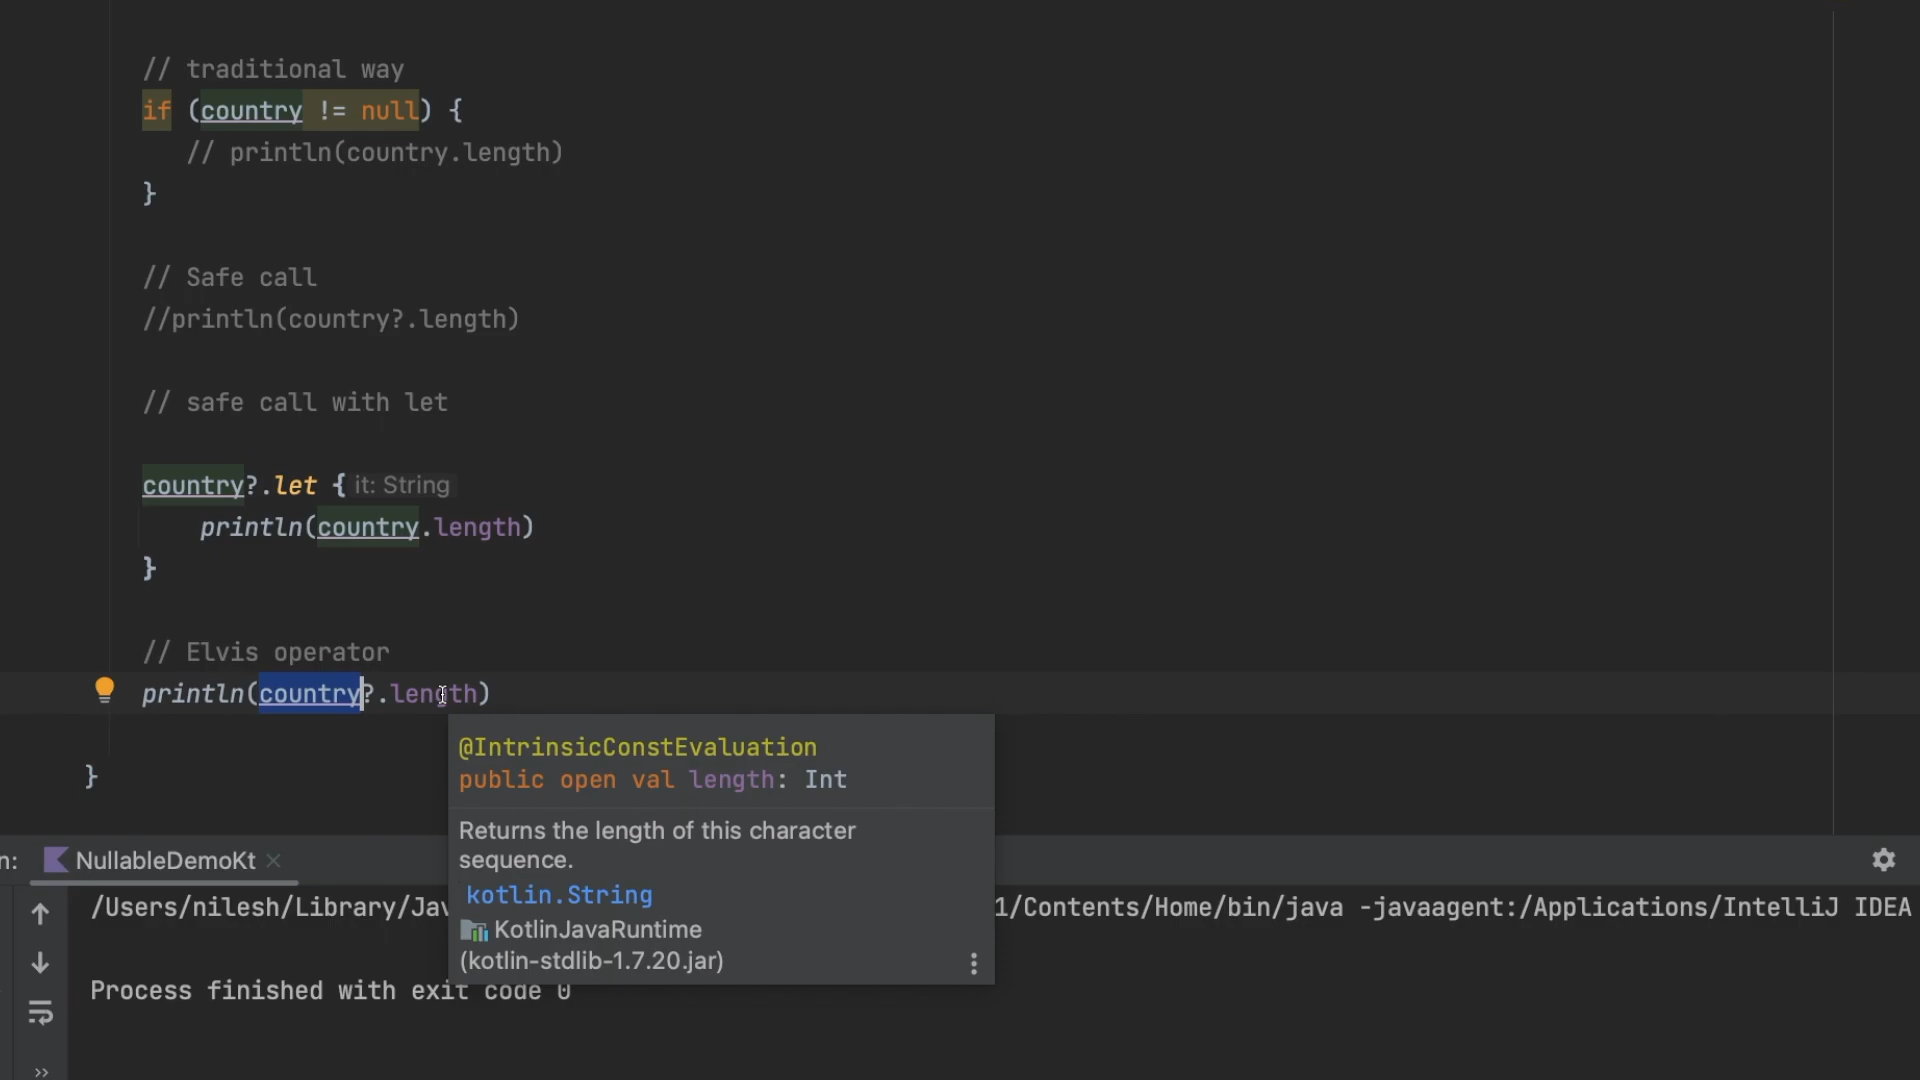 // traditional way
if (country != null) {
// println(country.length)
}
// Safe call
//println(country?.length)
// safe call with let
country?.let { it: String
println(country.length)
}
// Elvis operator
println(country?.length)
}
@IntrinsicConstEvaluation
public open val length: Int
Returns the length of this character
sequence.
kotlin.String
KotlinJavaRuntime
(kotlin-stdlib-1.7.20.jar)
n: NullableDemoKt
/Users/nilesh/Library/Jav 1/Contents/Home/bin/java -javaagent:/Applications/IntelliJ IDEA
Process finished with exit code 0